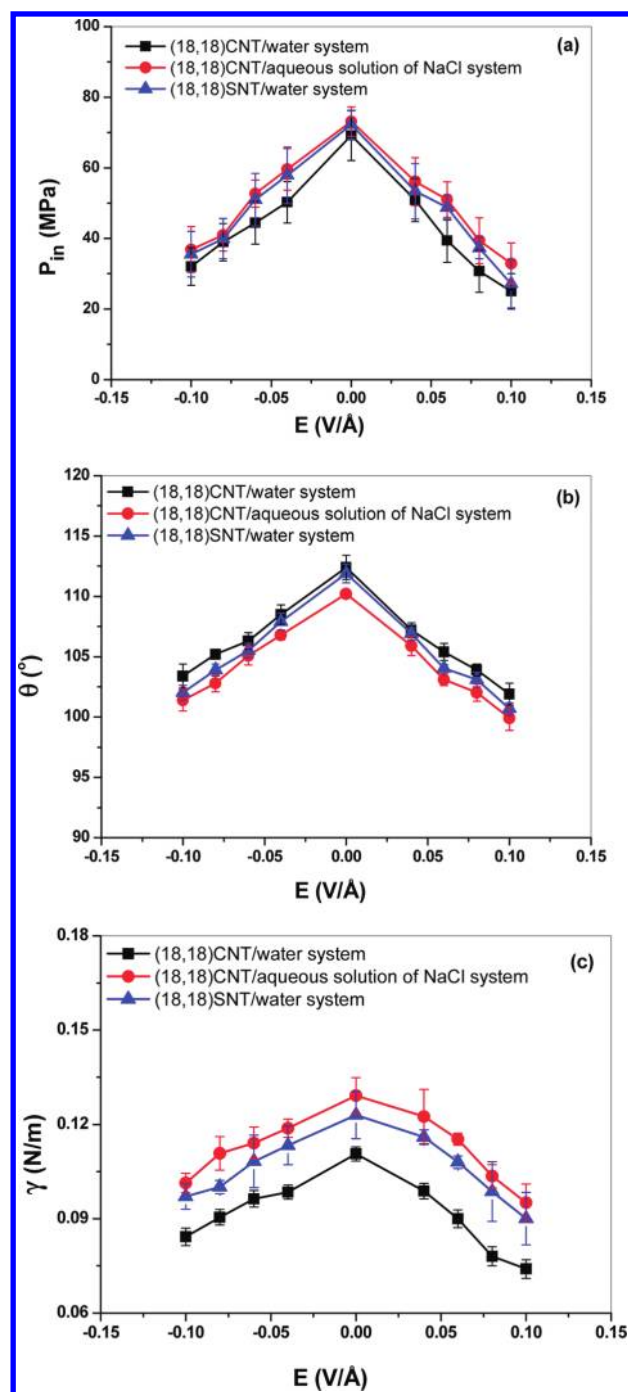 (a)
(18,18)CNT/water system
(18,18)CNT/aqueous solution of NaCl system
(18,18)SNT/water system
100
80
60
40
20
0
P_in (MPa)
-0.15 -0.10 -0.05 0.00 0.05 0.10 0.15
E (V/Å)
(b)
(18,18)CNT/water system
(18,18)CNT/aqueous solution of NaCl system
(18,18)SNT/water system
120
115
110
105
100
95
90
θ (°)
-0.15 -0.10 -0.05 0.00 0.05 0.10 0.15
E (V/Å)
(c)
(18,18)CNT/water system
(18,18)CNT/aqueous solution of NaCl system
(18,18)SNT/water system
0.18
0.15
0.12
0.09
0.06
γ (N/m)
-0.15 -0.10 -0.05 0.00 0.05 0.10 0.15
E (V/Å)